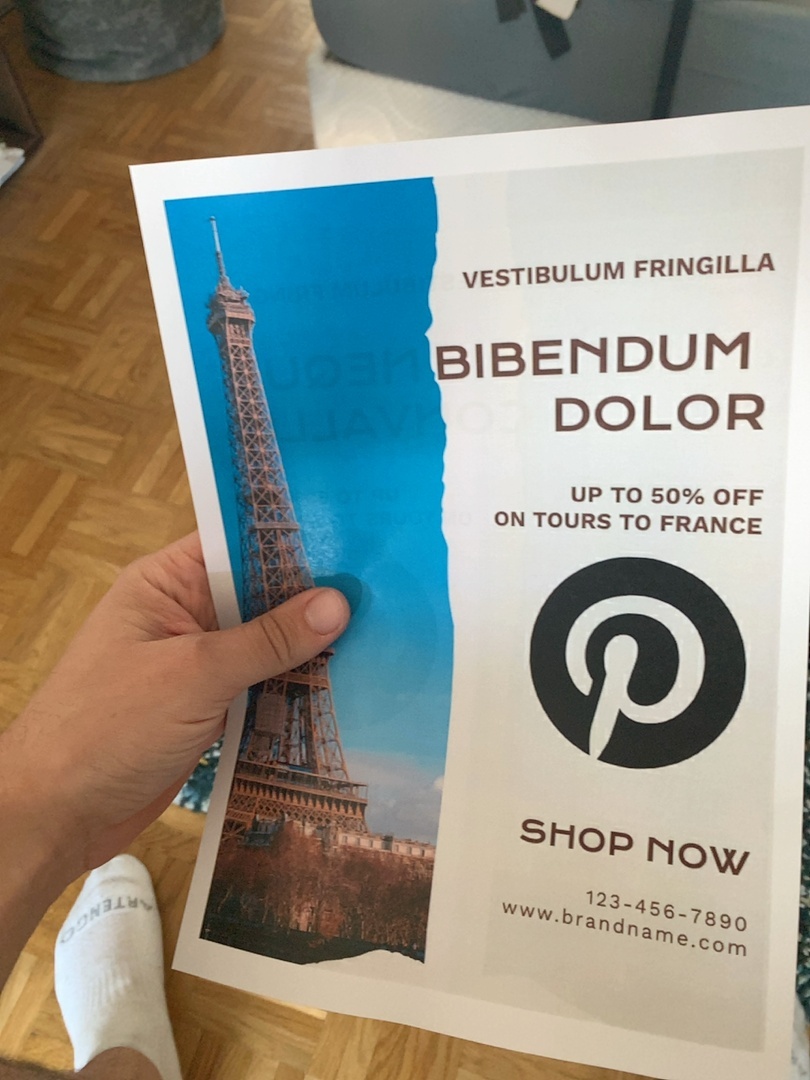 VESTIBULUM FRINGILLA
BIBENDUM
DOLOR
UP TO 50% OFF
ON TOURS TO FRANCE
SHOP NOW
123-456-7890
www.brandname.com
ARTENGO